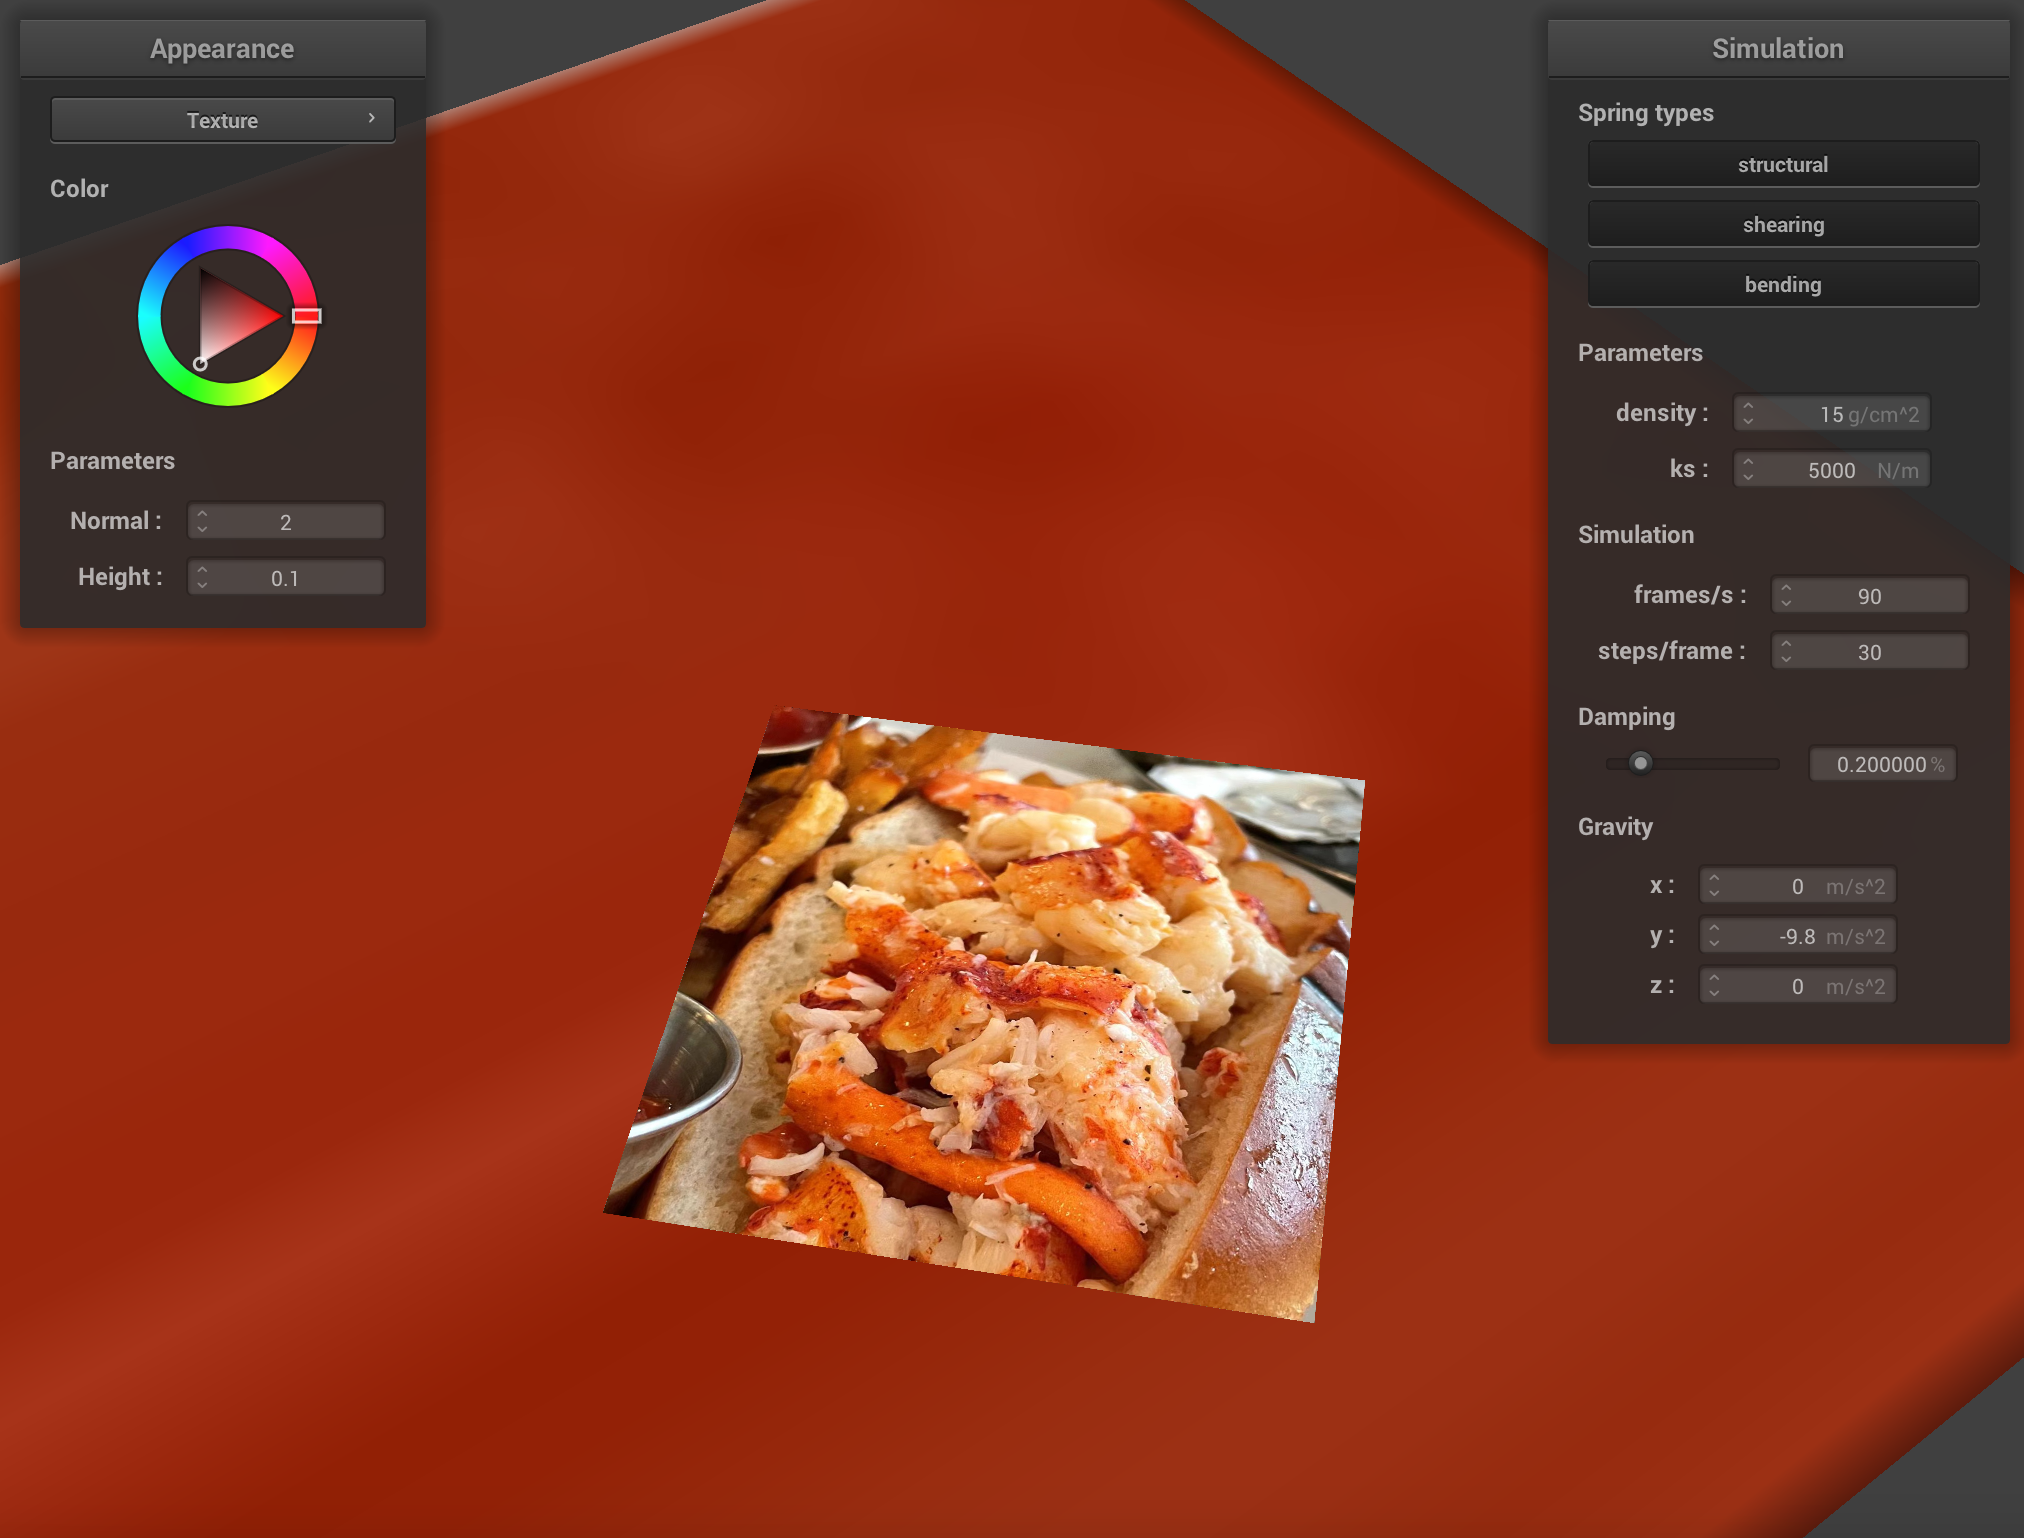 Appearance
Texture
Color
Parameters
Normal : 2
Height : 0.1
Simulation
Spring types
structural
shearing
bending
Parameters
density : 15 g/cm^2
ks : 5000 N/m
Simulation
frames/s : 90
steps/frame : 30
Damping
0.200000 %
Gravity
x : 0 m/s^2
y : -9.8 m/s^2
z : 0 m/s^2